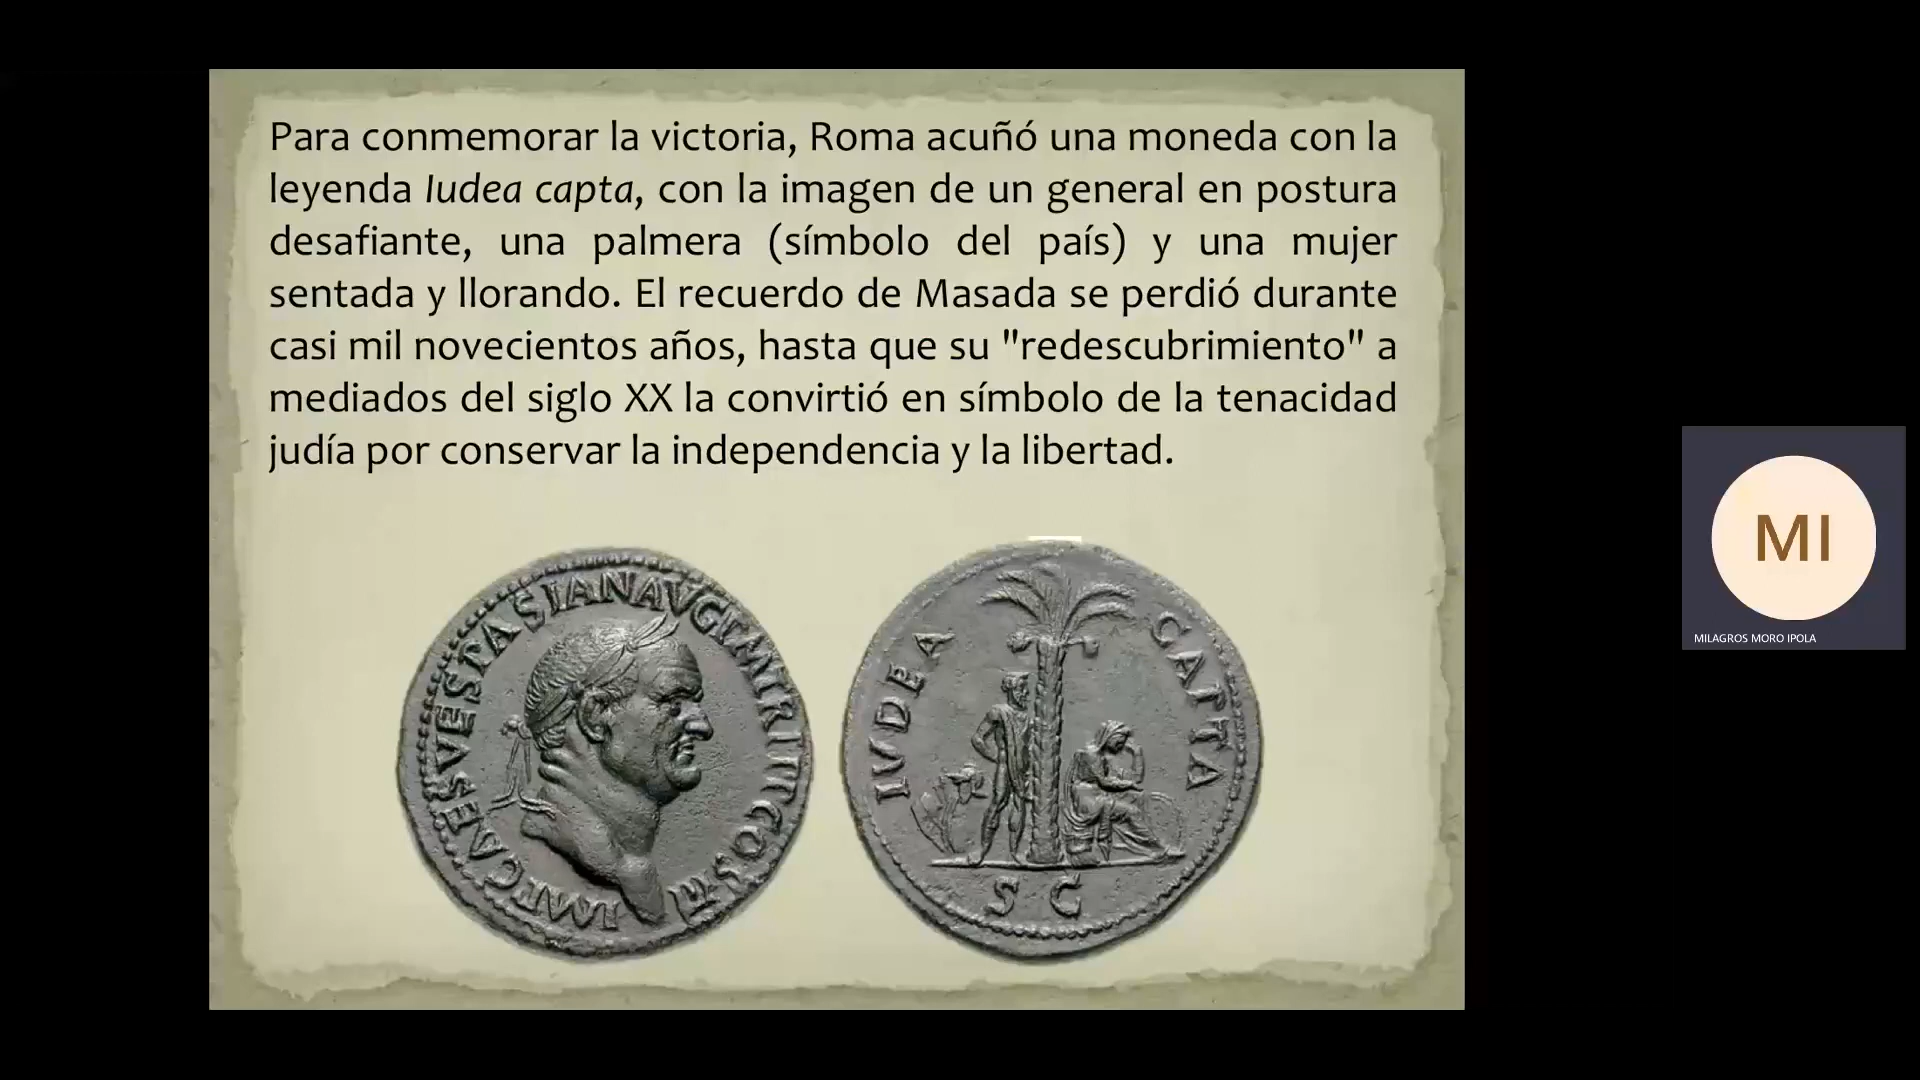 Para conmemorar la victoria, Roma acuñó una moneda con la
leyenda Iudea capta, con la imagen de un general en postura
desafiante, una palmera (símbolo del país) y una mujer
sentada y llorando. El recuerdo de Masada se perdió durante
casi mil novecientos años, hasta que su "redescubrimiento" a
mediados del siglo XX la convirtió en símbolo de la tenacidad
judía por conservar la independencia y la libertad.
IVDEA CAPTA
S C
MI
MILAGROS MORO IPOLA